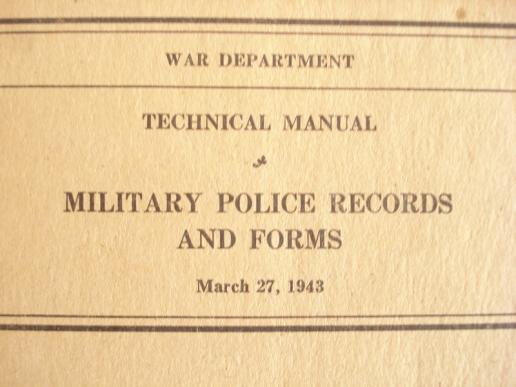 WAR DEPARTMENT
TECHNICAL MANUAL
MILITARY POLICE RECORDS
AND FORMS
March 27, 1943